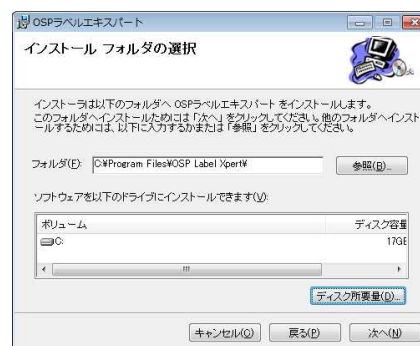 OSPラベルエキスパート
インストール フォルダの選択
インストーラは以下のフォルダへ OSPラベルエキスパート をインストールします。
このフォルダへインストールするためには「次へ」をクリックしてください。他のフォルダへインスト
ールするためには、以下に入力するかまたは「参照」をクリックしてください。
フォルダ(F): C:¥Program Files¥OSP Label Xpert¥ 参照(B)...
ソフトウェアを以下のドライブにインストールできます(V):
ボリューム ディスク容量
C: 17GB
ディスク所要量(D)...
キャンセル(C) 戻る(P) 次へ(N)